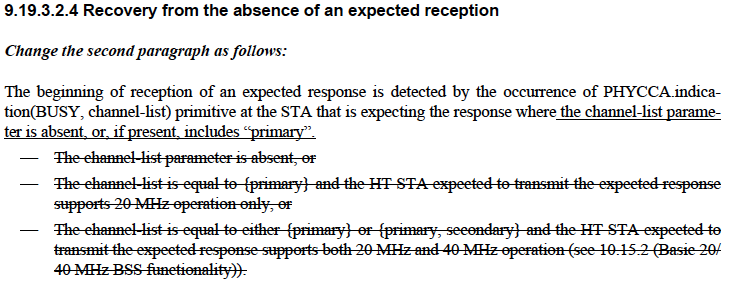 9.19.3.2.4 Recovery from the absence of an expected reception
Change the second paragraph as follows:
The beginning of reception of an expected response is detected by the occurrence of PHYCCA.indica-
tion(BUSY, channel-list) primitive at the STA that is expecting the response where the channel-list parame-
ter is absent, or, if present, includes “primary”.
— The channel-list parameter is absent, or
— The channel-list is equal to {primary} and the HT STA expected to transmit the expected response
supports 20 MHz operation only, or
— The channel-list is equal to either {primary} or {primary, secondary} and the HT STA expected to
transmit the expected response supports both 20 MHz and 40 MHz operation (see 10.15.2 (Basic 20/
40 MHz BSS functionality)).